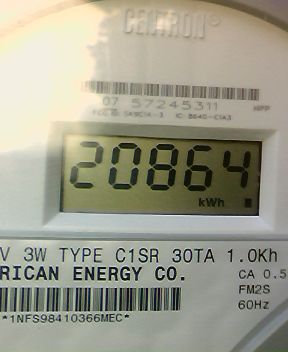 CENTRON®
07 57245311
20864
kWh
V 3W TYPE C1SR 30TA 1.0Kh
RICAN ENERGY CO.
CA 0.5
FM2S
60Hz
*1NFS98410366MEC*